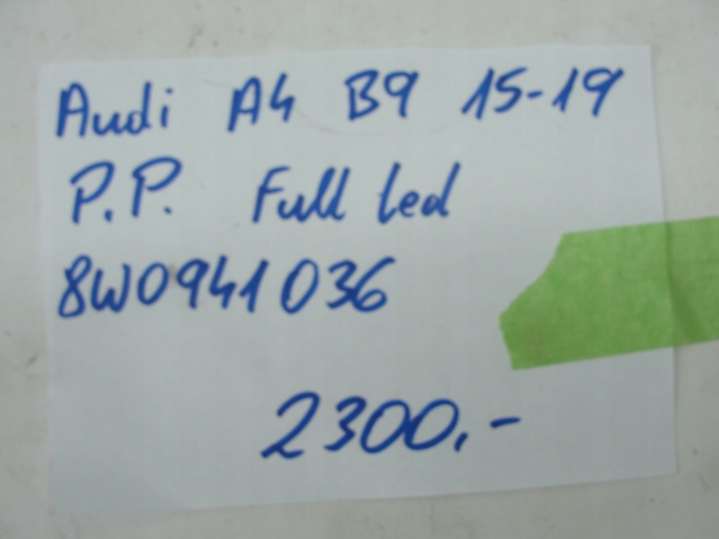 Audi A4 B9 15-19
P.P. Full led
8W0941036
2300,-